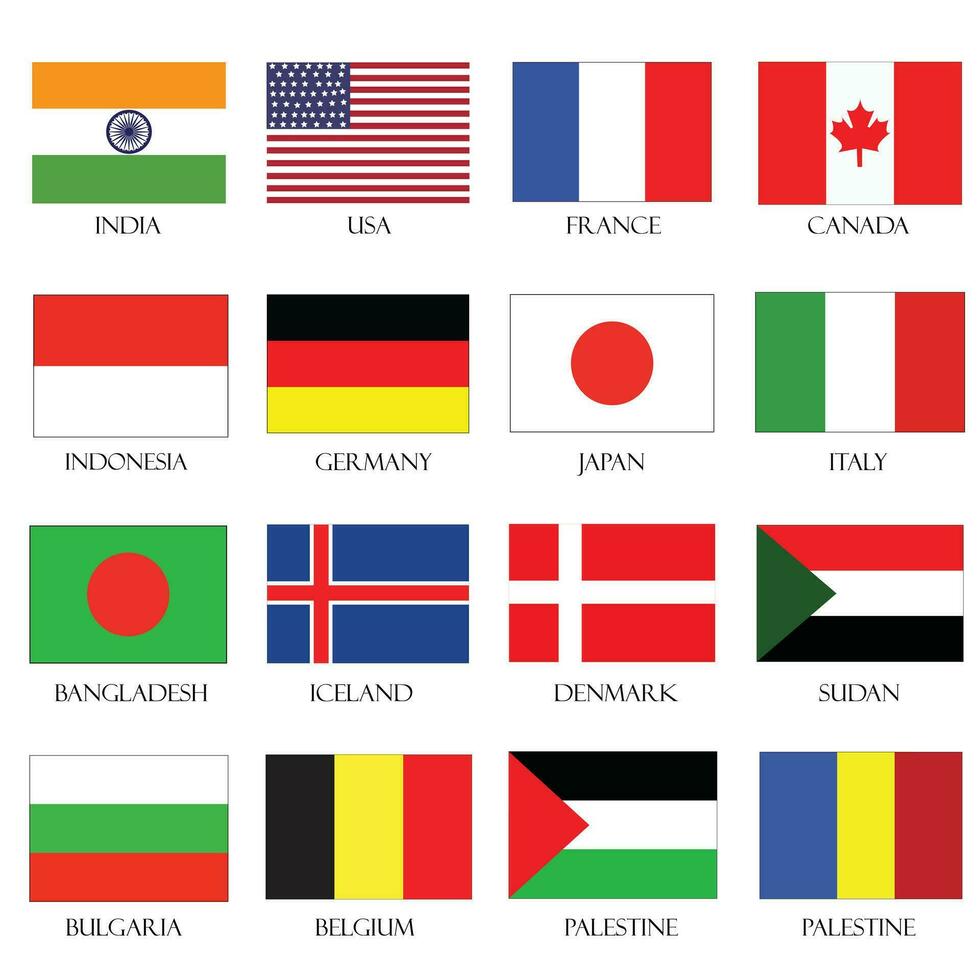 INDIA USA FRANCE CANADA
INDONESIA GERMANY JAPAN ITALY
BANGLADESH ICELAND DENMARK SUDAN
BULGARIA BELGIUM PALESTINE PALESTINE